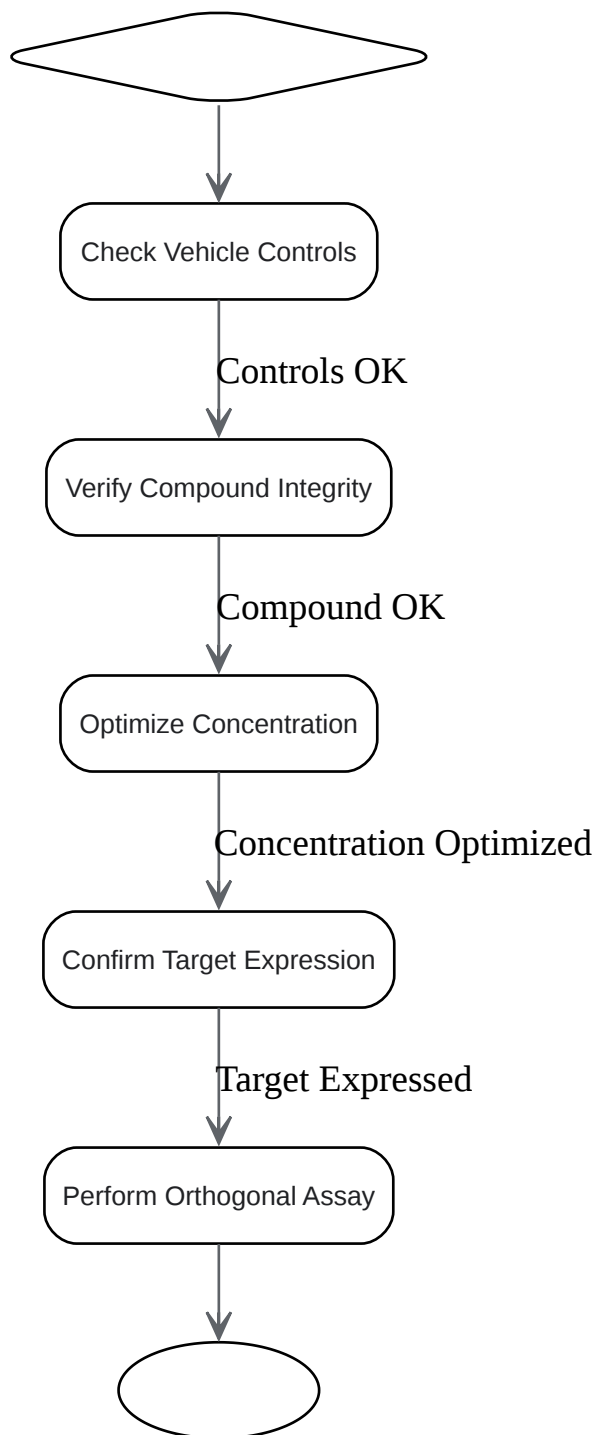 Check Vehicle Controls
Controls OK
Verify Compound Integrity
Compound OK
Optimize Concentration
Concentration Optimized
Confirm Target Expression
Target Expressed
Perform Orthogonal Assay